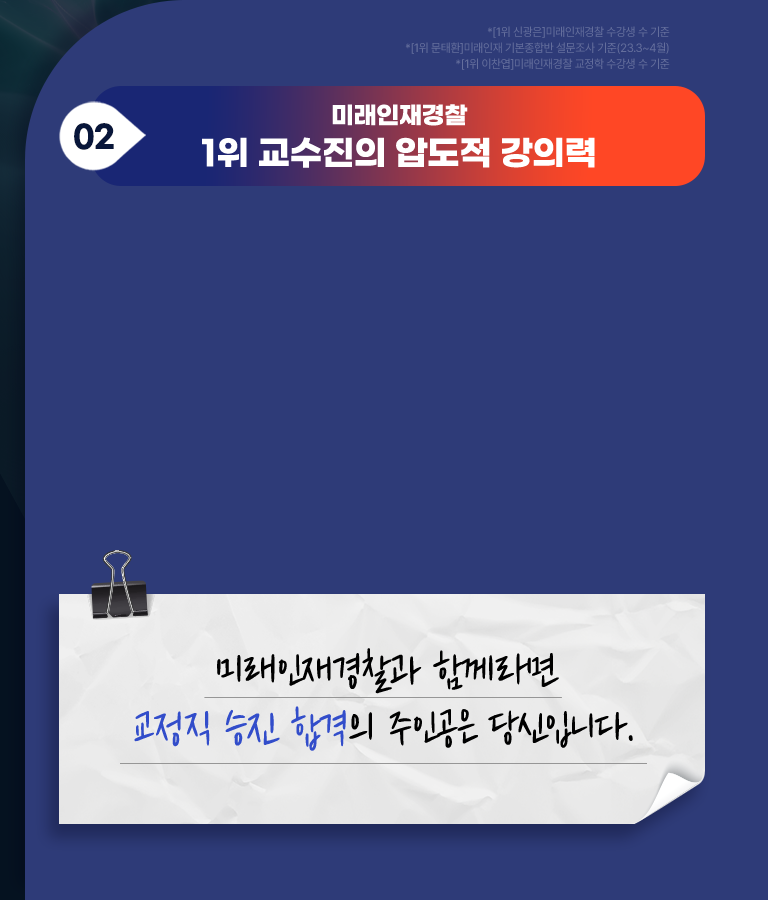 *[1위 신광은]미래인재경찰 수강생 수 기준
*[1위 문태환]미래인재 기본종합반 설문조사 기준(23.3~4월)
*[1위 이찬엽]미래인재경찰 교정학 수강생 수 기준
02
미래인재경찰
1위 교수진의 압도적 강의력
미래인재경찰과 함께라면
교정직 승진 합격의 주인공은 당신입니다.